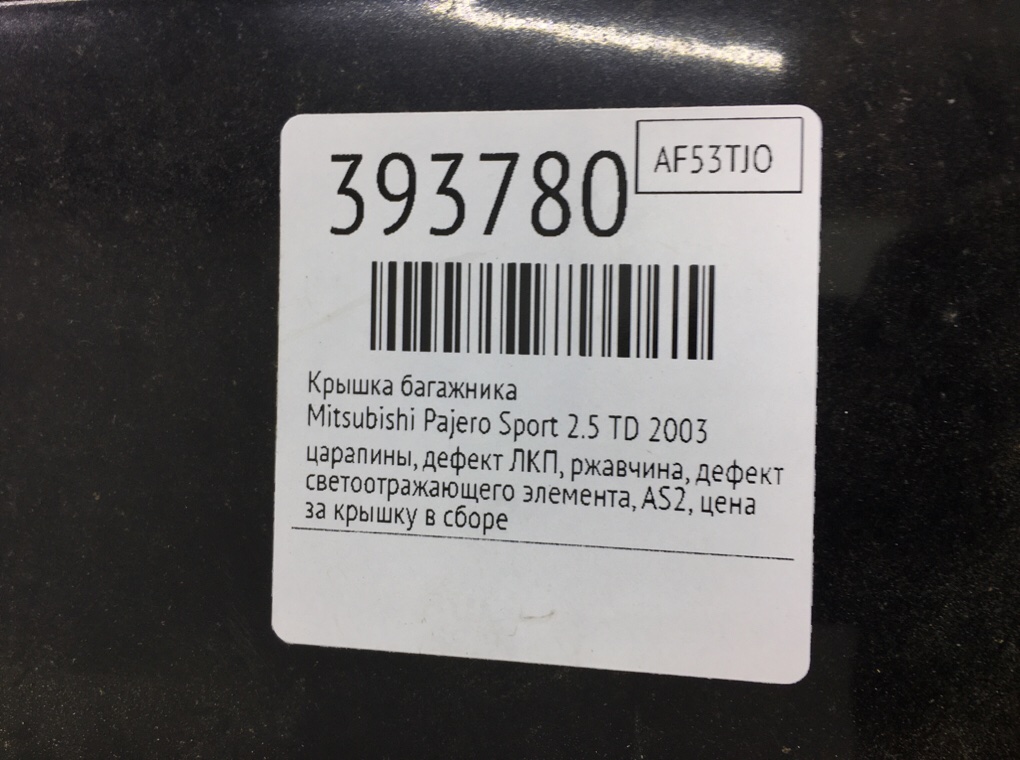 393780
AF53TJO
Крышка багажника
Mitsubishi Pajero Sport 2.5 TD 2003
царапины, дефект ЛКП, ржавчина, дефект
светоотражающего элемента, AS2, цена
за крышку в сборе